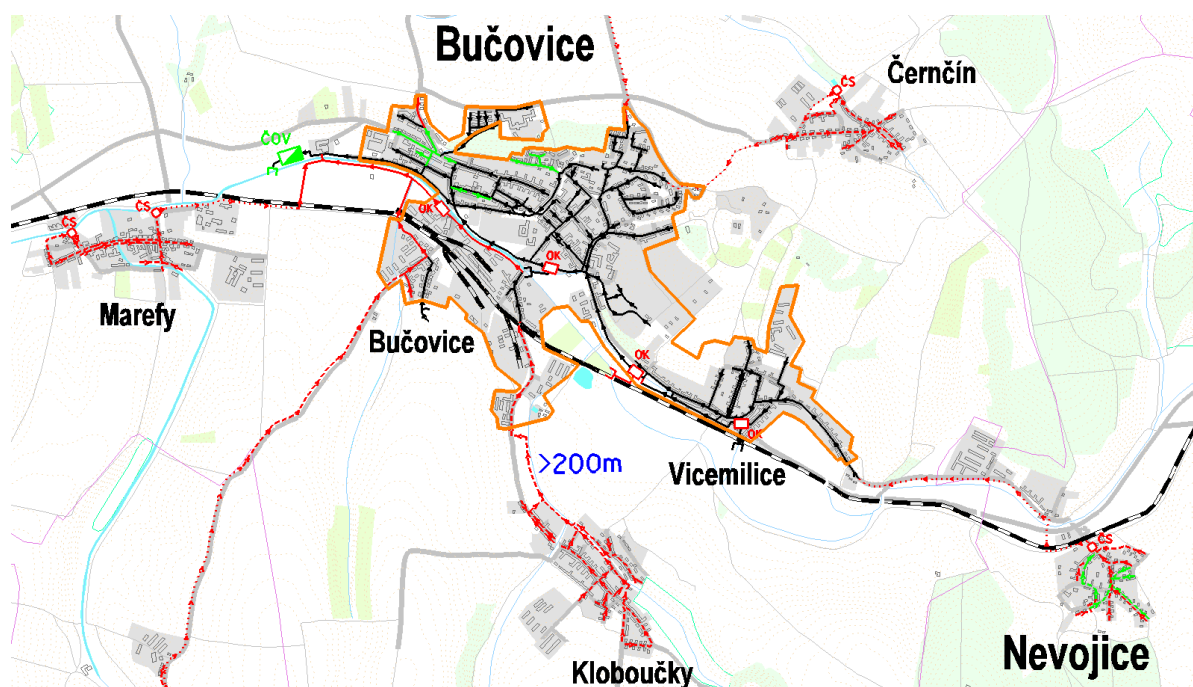 Bučovice
Černčín
ČS
ČOV
OK
ČS
ČS
OK
Marefy
Bučovice
OK
OK
>200m
Vicemilice
ČS
Kloboučky
Nevojice